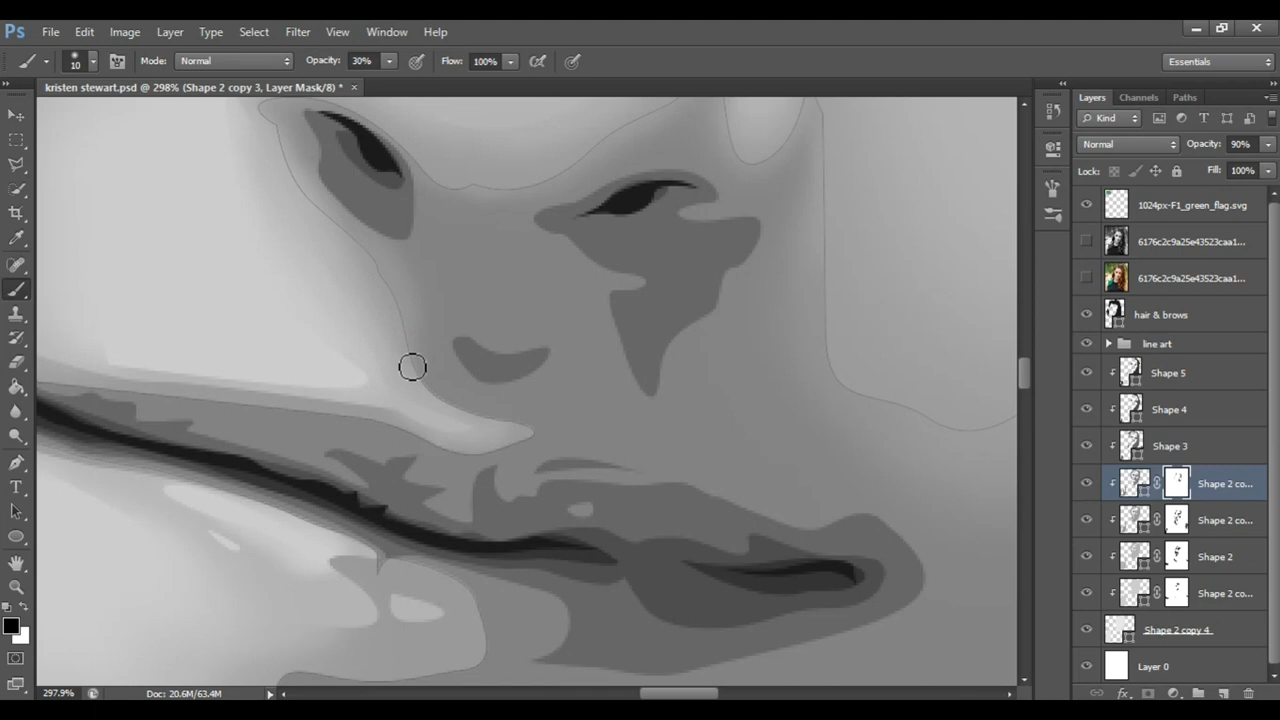 Ps File Edit Image Layer Type Select Filter View Window Help
10 Mode: Normal Opacity: 30% Flow: 100% Essentials
kristen stewart.psd @ 298% (Shape 2 copy 3, Layer Mask/8) * ×
Layers Channels Paths
Kind
Normal Opacity: 90%
Lock: Fill: 100%
1024px-F1_green_flag.svg
6176c2c9a25e43523caa1...
6176c2c9a25e43523caa1...
hair & brows
line art
Shape 5
Shape 4
Shape 3
Shape 2 co...
Shape 2 co...
Shape 2
Shape 2 co...
Shape 2 copy 4
Layer 0
297.9% Doc: 20.6M/63.4M